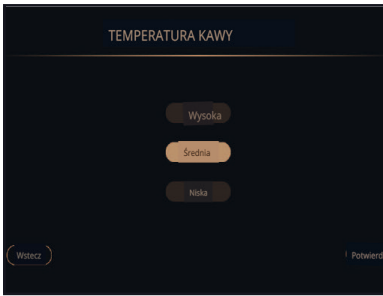 TEMPERATURA KAWY
Wysoka
Średnia
Niska
Wstecz
Potwierd